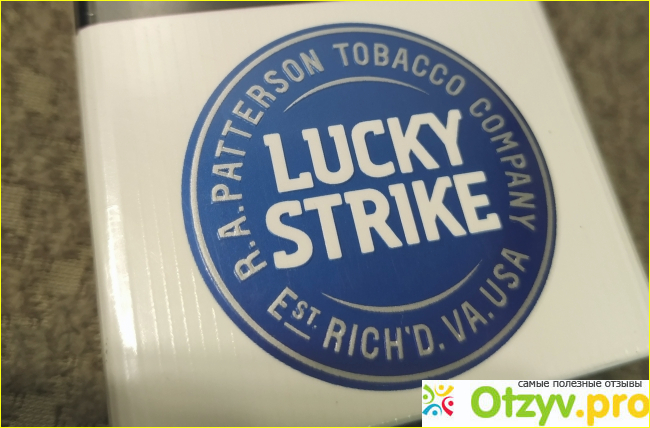 R.A.PATTERSON TOBACCO COMPANY
LUCKY
STRIKE
EST. RICH'D. VA. USA
самые полезные отзывы
Otzyv.pro